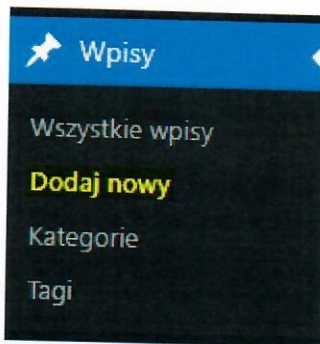 Wpisy
Wszystkie wpisy
Dodaj nowy
Kategorie
Tagi